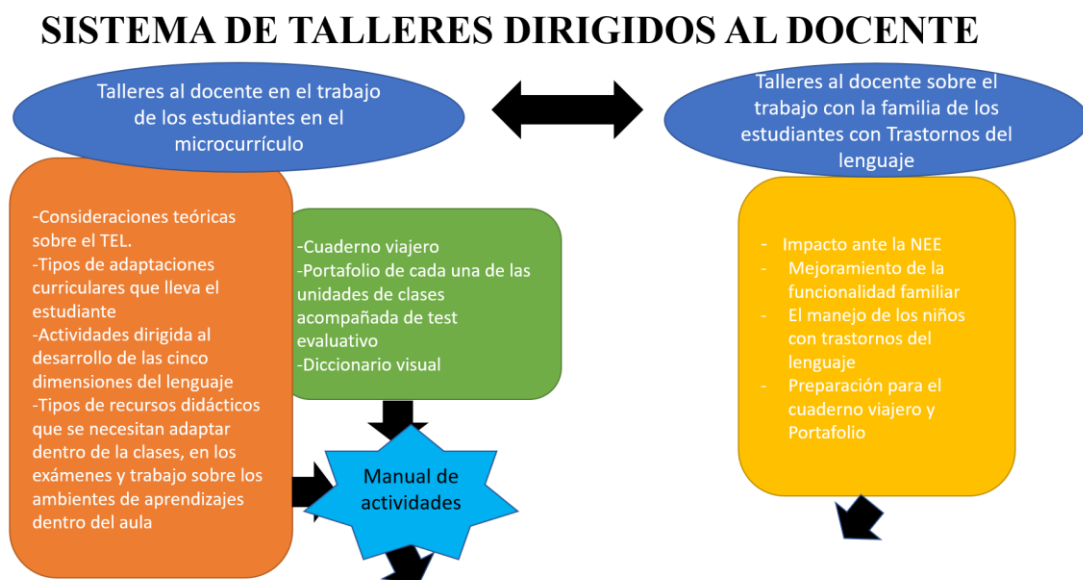 SISTEMA DE TALLERES DIRIGIDOS AL DOCENTE
Talleres al docente en el trabajo
de los estudiantes en el
microcurrículo
Talleres al docente sobre el
trabajo con la familia de los
estudiantes con Trastornos del
lenguaje
-Consideraciones teóricas
sobre el TEL.
-Tipos de adaptaciones
curriculares que lleva el
estudiante
-Actividades dirigida al
desarrollo de las cinco
dimensiones del lenguaje
-Tipos de recursos didácticos
que se necesitan adaptar
dentro de la clases, en los
exámenes y trabajo sobre los
ambientes de aprendizajes
dentro del aula
-Cuaderno viajero
-Portafolio de cada una de las
unidades de clases
acompañada de test
evaluativo
-Diccionario visual
- Impacto ante la NEE
- Mejoramiento de la
funcionalidad familiar
- El manejo de los niños
con trastornos del
lenguaje
- Preparación para el
cuaderno viajero y
Portafolio
Manual de
actividades